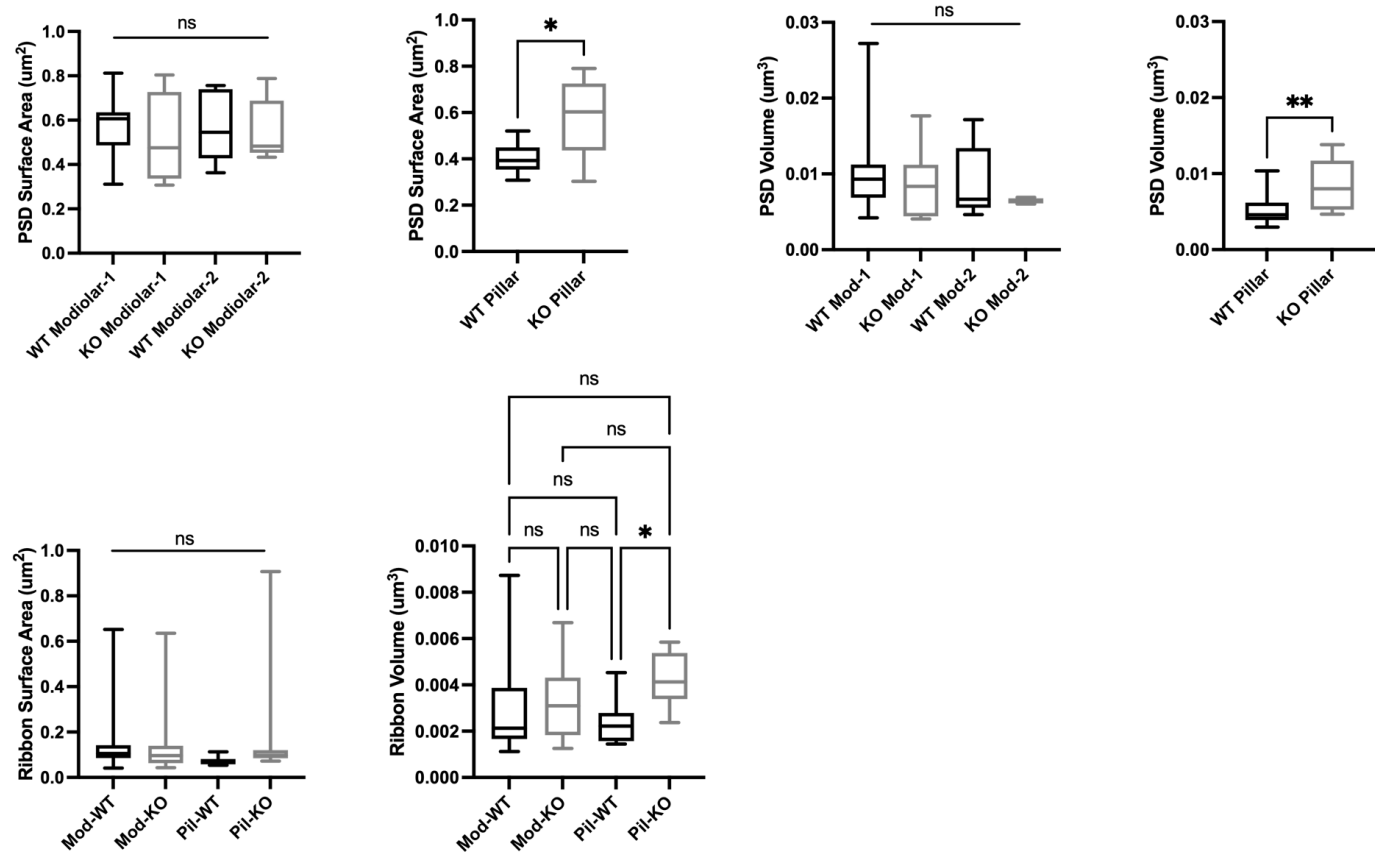 ns
PSD Surface Area (um2)
1.0
0.8
0.6
0.4
0.2
0.0
WT Modiolar-1
KO Modiolar-1
WT Modiolar-2
KO Modiolar-2
*
PSD Surface Area (um2)
1.0
0.8
0.6
0.4
0.2
0.0
WT Pillar
KO Pillar
ns
PSD Volume (um3)
0.03
0.02
0.01
0.00
WT Mod-1
KO Mod-1
WT Mod-2
KO Mod-2
**
PSD Volume (um3)
0.03
0.02
0.01
0.00
WT Pillar
KO Pillar
ns
Ribbon Surface Area (um2)
1.0
0.8
0.6
0.4
0.2
0.0
Mod-WT
Mod-KO
Pil-WT
Pil-KO
ns
ns
ns
ns
ns
*
Ribbon Volume (um3)
0.010
0.008
0.006
0.004
0.002
0.000
Mod-WT
Mod-KO
Pil-WT
Pil-KO